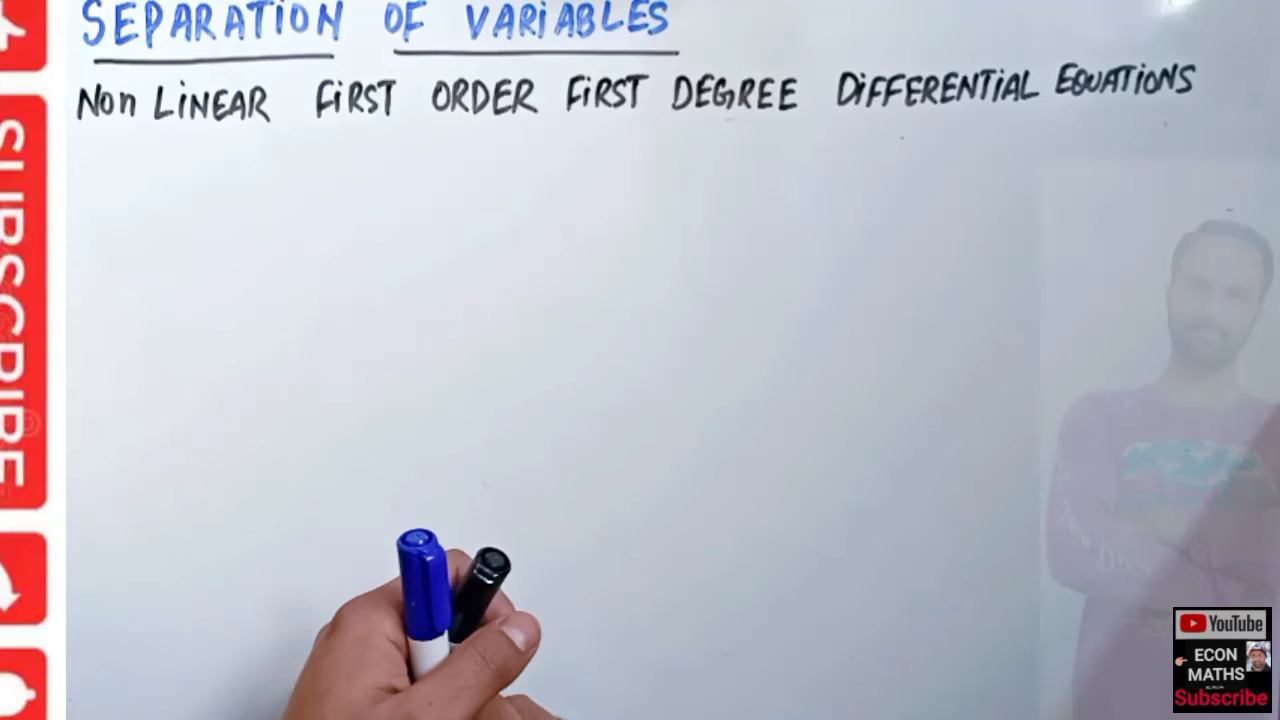 SEPARATION OF VARIABLES
Non LINEAR FIRST ORDER FIRST DEGREE DIFFERENTIAL EQUATIONS
SUBSCRIBE
YouTube
ECON
MATHS
Subscribe